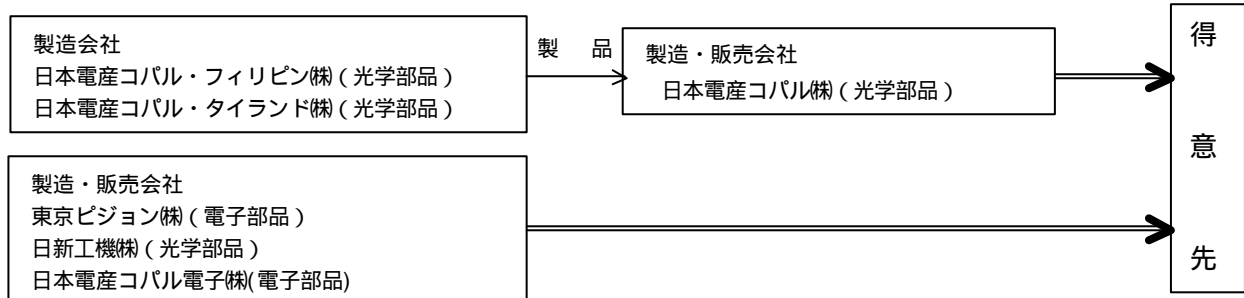 製造会社
日本電産コパル・フィリピン㈱（光学部品）
日本電産コパル・タイランド㈱（光学部品）
製 品
製造・販売会社
日本電産コパル㈱（光学部品）
製造・販売会社
東京ピジョン㈱（電子部品）
日新工機㈱（光学部品）
日本電産コパル電子㈱(電子部品)
得意先